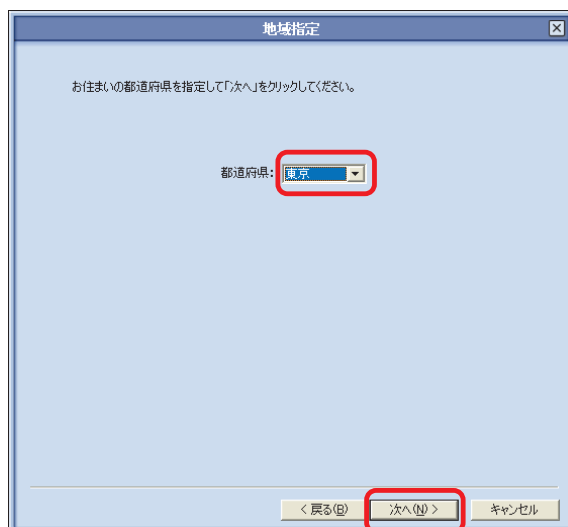 地域指定
お住まいの都道府県を指定して「次へ」をクリックしてください。
都道府県: 東京
< 戻る(B) 次へ(N) > キャンセル